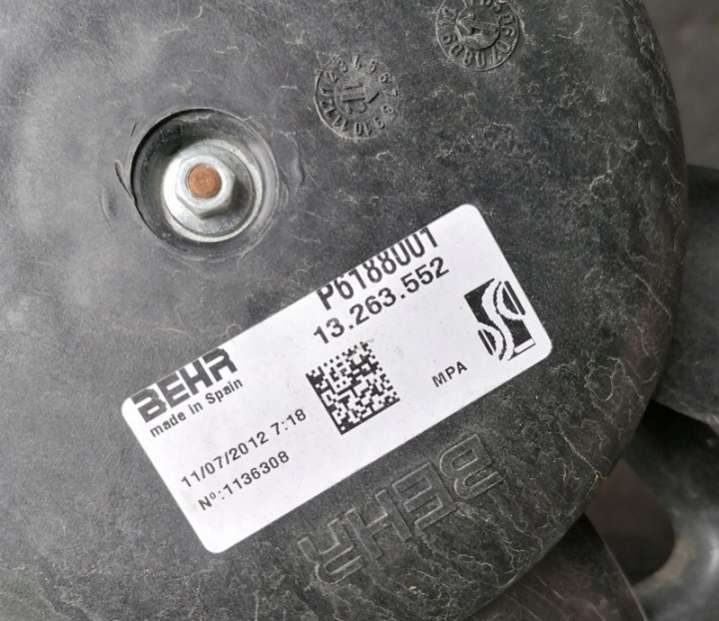 P6188001
13.263.552
BEHR
made in Spain
MPA
11/07/2012 7:18
Nº:1136308
BEHR